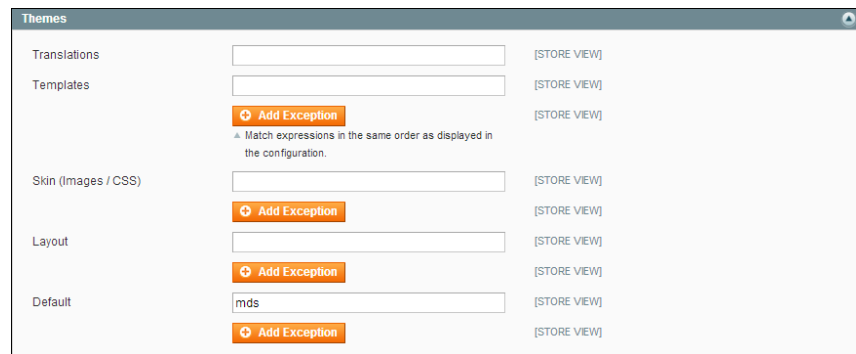 Themes
Translations [STORE VIEW]
Templates [STORE VIEW]
Add Exception [STORE VIEW]
Match expressions in the same order as displayed in
the configuration.
Skin (Images / CSS) [STORE VIEW]
Add Exception [STORE VIEW]
Layout [STORE VIEW]
Add Exception [STORE VIEW]
Default mds [STORE VIEW]
Add Exception [STORE VIEW]